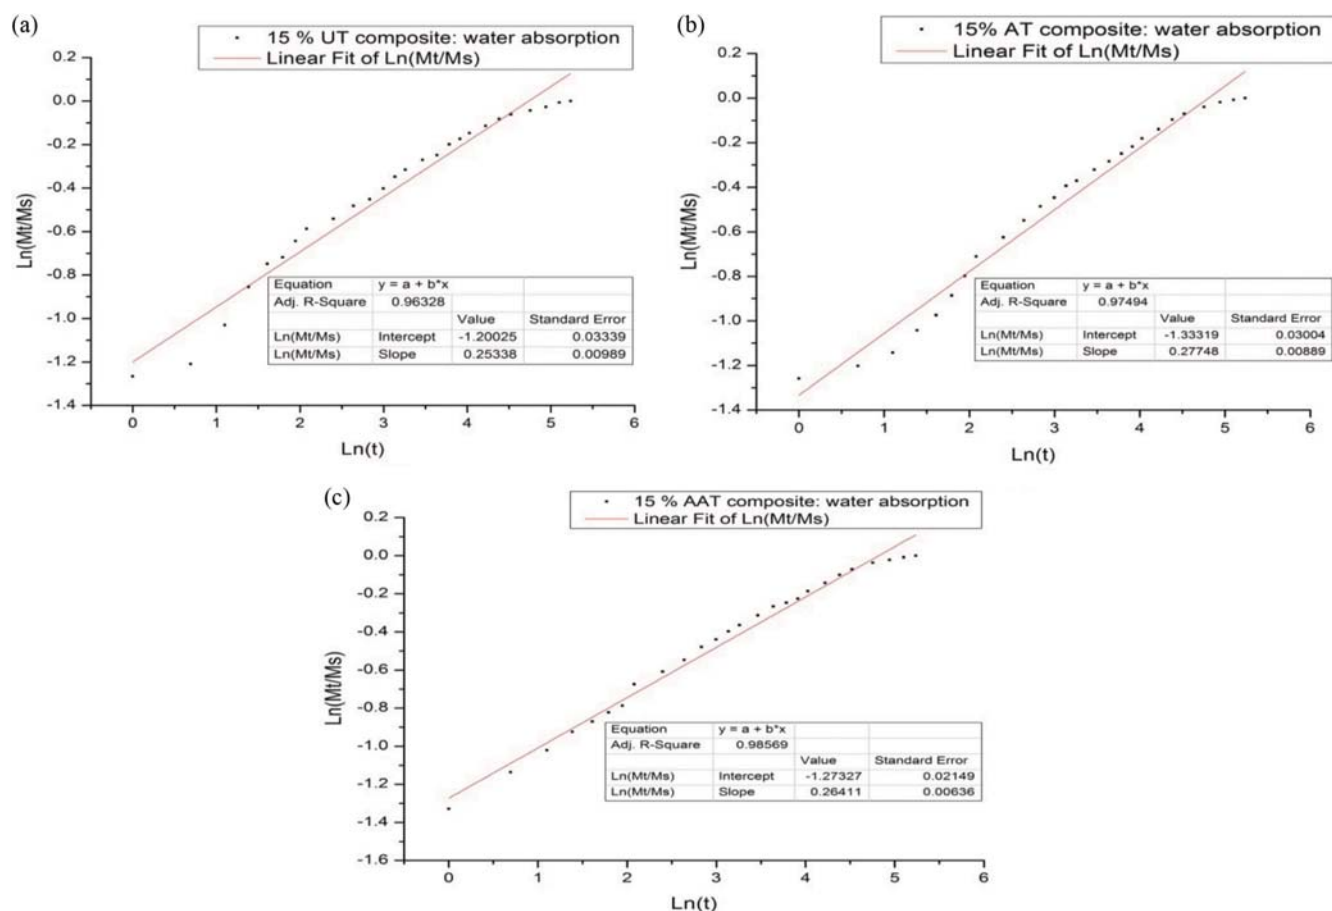 (a)
15 % UT composite: water absorption
Linear Fit of Ln(Mt/Ms)
0.2
0.0
-0.2
-0.4
-0.6
-0.8
-1.0
-1.2
-1.4
Ln(Mt/Ms)
Equation y = a + b*x
Adj. R-Square 0.96328
Value Standard Error
Ln(Mt/Ms) Intercept -1.20025 0.03339
Ln(Mt/Ms) Slope 0.25338 0.00989
0 1 2 3 4 5 6
Ln(t)
(b)
15% AT composite: water absorption
Linear Fit of Ln(Mt/Ms)
0.2
0.0
-0.2
-0.4
-0.6
-0.8
-1.0
-1.2
-1.4
Ln(Mt/Ms)
Equation y = a + b*x
Adj. R-Square 0.97494
Value Standard Error
Ln(Mt/Ms) Intercept -1.33319 0.03004
Ln(Mt/Ms) Slope 0.27748 0.00889
0 1 2 3 4 5 6
Ln(t)
(c)
15 % AAT composite: water absorption
Linear Fit of Ln(Mt/Ms)
0.2
0.0
-0.2
-0.4
-0.6
-0.8
-1.0
-1.2
-1.4
-1.6
Ln(Mt/Ms)
Equation y = a + b*x
Adj. R-Square 0.98569
Value Standard Error
Ln(Mt/Ms) Intercept -1.27327 0.02149
Ln(Mt/Ms) Slope 0.26411 0.00636
0 1 2 3 4 5 6
Ln(t)